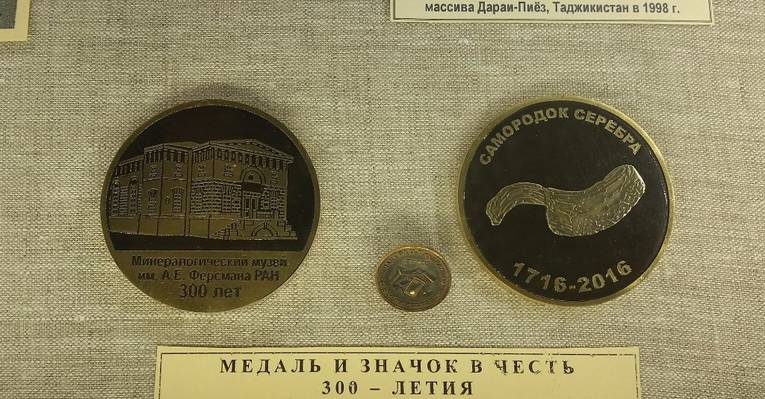 массива Дараи-Пиёз, Таджикистан в 1998 г.
Минералогический музей
им. А.Е. Ферсмана РАН
300 лет
САМОРОДОК СЕРЕБРА
1716-2016
МЕДАЛЬ И ЗНАЧОК В ЧЕСТЬ
300 – ЛЕТИЯ